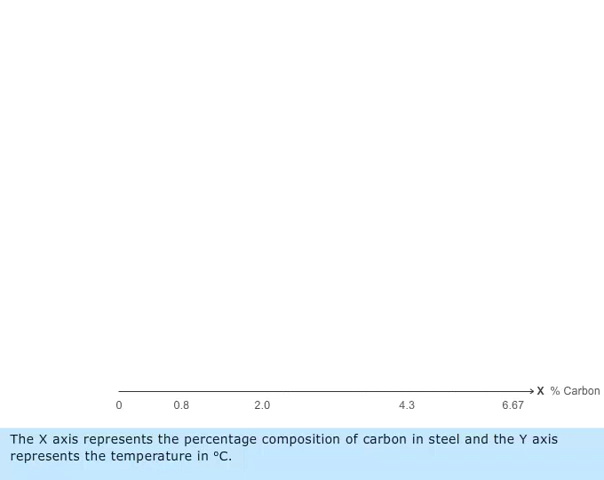 X % Carbon
0 0.8 2.0 4.3 6.67
The X axis represents the percentage composition of carbon in steel and the Y axis
represents the temperature in ºC.